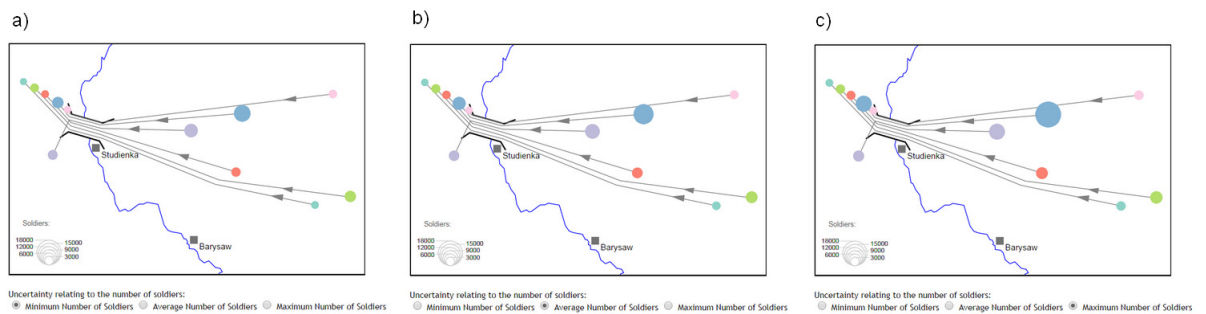 a)
b)
c)
Studienka
Barysaw
Soldiers:
18000 15000
12000 9000
6000 3000
Uncertainty relating to the number of soldiers:
Minimum Number of Soldiers Average Number of Soldiers Maximum Number of Soldiers
Studienka
Barysaw
Soldiers:
18000 15000
12000 9000
6000 3000
Uncertainty relating to the number of soldiers:
Minimum Number of Soldiers Average Number of Soldiers Maximum Number of Soldiers
Studienka
Barysaw
Soldiers:
18000 15000
12000 9000
6000 3000
Uncertainty relating to the number of soldiers:
Minimum Number of Soldiers Average Number of Soldiers Maximum Number of Soldiers